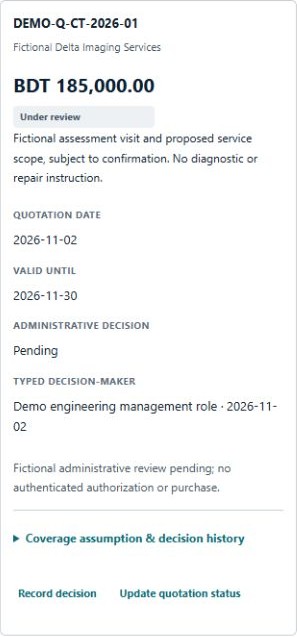 DEMO-Q-CT-2026-01
Fictional Delta Imaging Services
BDT 185,000.00
Under review
Fictional assessment visit and proposed service
scope, subject to confirmation. No diagnostic or
repair instruction.
QUOTATION DATE
2026-11-02
VALID UNTIL
2026-11-30
ADMINISTRATIVE DECISION
Pending
TYPED DECISION-MAKER
Demo engineering management role · 2026-11-
02
Fictional administrative review pending; no
authenticated authorization or purchase.
Coverage assumption & decision history
Record decision Update quotation status